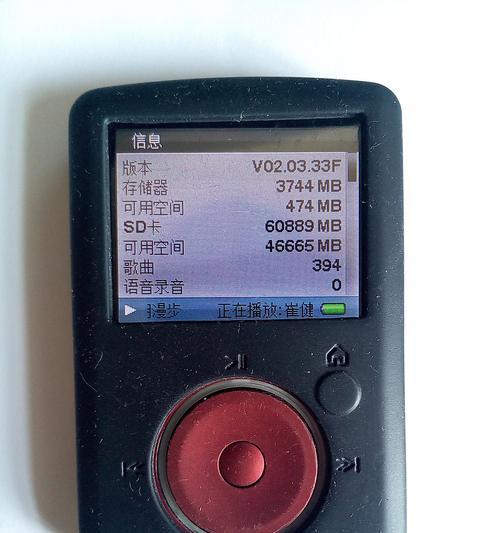 信息
版本 V02.03.33F
存储器 3744 MB
可用空间 474 MB
SD卡 60889 MB
可用空间 46665 MB
歌曲 394
语音录音 0
漫步 正在播放:崔健